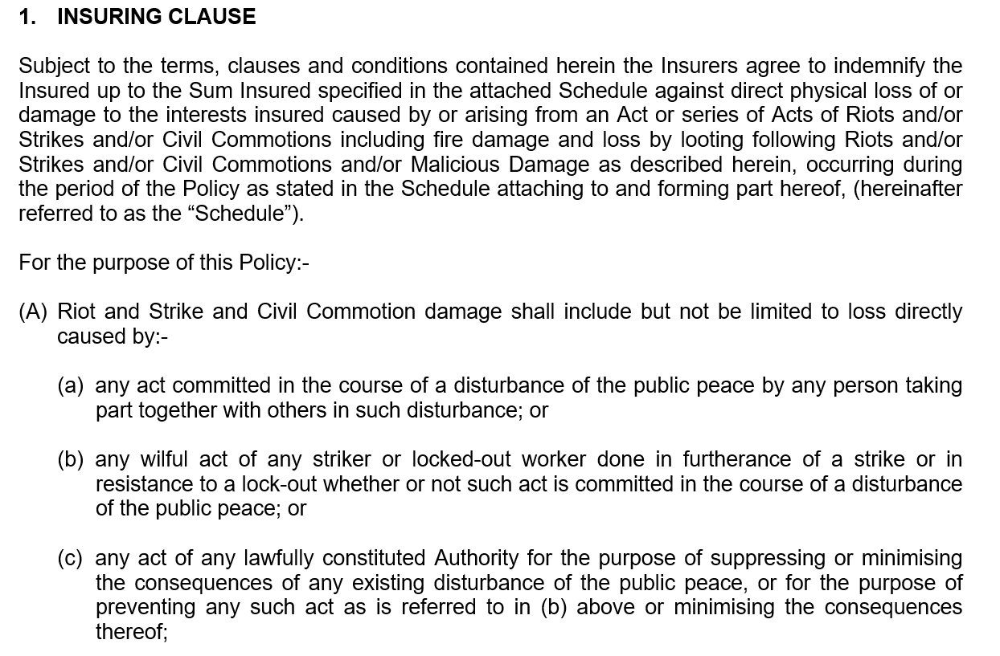 1. INSURING CLAUSE
Subject to the terms, clauses and conditions contained herein the Insurers agree to indemnify the
Insured up to the Sum Insured specified in the attached Schedule against direct physical loss of or
damage to the interests insured caused by or arising from an Act or series of Acts of Riots and/or
Strikes and/or Civil Commotions including fire damage and loss by looting following Riots and/or
Strikes and/or Civil Commotions and/or Malicious Damage as described herein, occurring during
the period of the Policy as stated in the Schedule attaching to and forming part hereof, (hereinafter
referred to as the “Schedule”).
For the purpose of this Policy:-
(A) Riot and Strike and Civil Commotion damage shall include but not be limited to loss directly
caused by:-
(a) any act committed in the course of a disturbance of the public peace by any person taking
part together with others in such disturbance; or
(b) any wilful act of any striker or locked-out worker done in furtherance of a strike or in
resistance to a lock-out whether or not such act is committed in the course of a disturbance
of the public peace; or
(c) any act of any lawfully constituted Authority for the purpose of suppressing or minimising
the consequences of any existing disturbance of the public peace, or for the purpose of
preventing any such act as is referred to in (b) above or minimising the consequences
thereof;